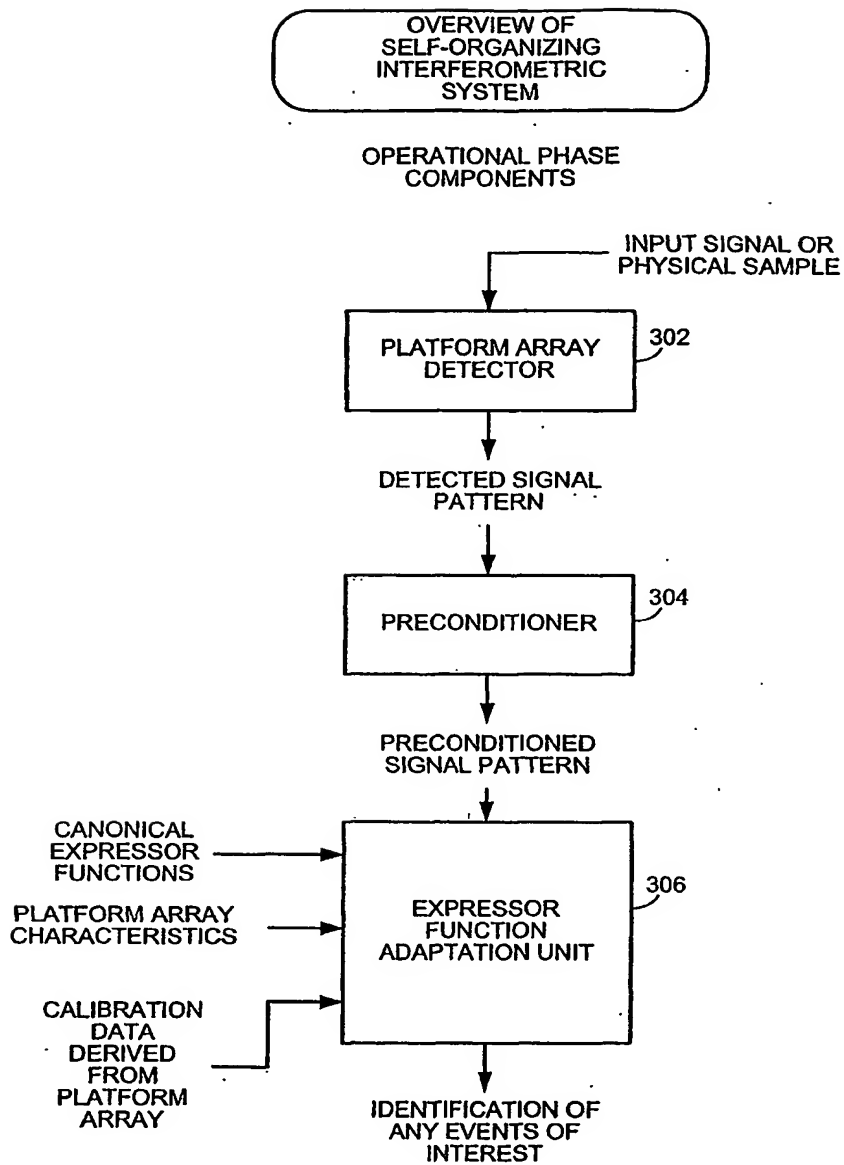 OVERVIEW OF
SELF-ORGANIZING
INTERFEROMETRIC
SYSTEM
OPERATIONAL PHASE
COMPONENTS
INPUT SIGNAL OR
PHYSICAL SAMPLE
PLATFORM ARRAY
DETECTOR
302
DETECTED SIGNAL
PATTERN
PRECONDITIONER
304
PRECONDITIONED
SIGNAL PATTERN
CANONICAL
EXPRESSOR
FUNCTIONS
PLATFORM ARRAY
CHARACTERISTICS
CALIBRATION
DATA
DERIVED
FROM
PLATFORM
ARRAY
EXPRESSOR
FUNCTION
ADAPTATION UNIT
306
IDENTIFICATION OF
ANY EVENTS OF
INTEREST